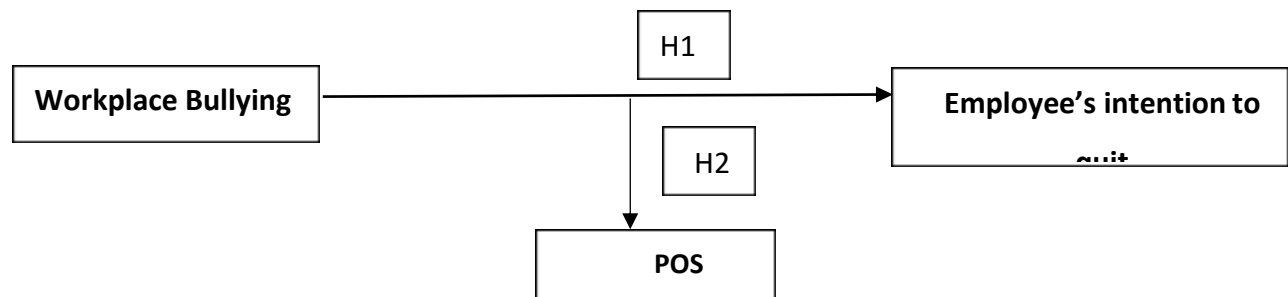 H1
Workplace Bullying
Employee’s intention to
H2
POS